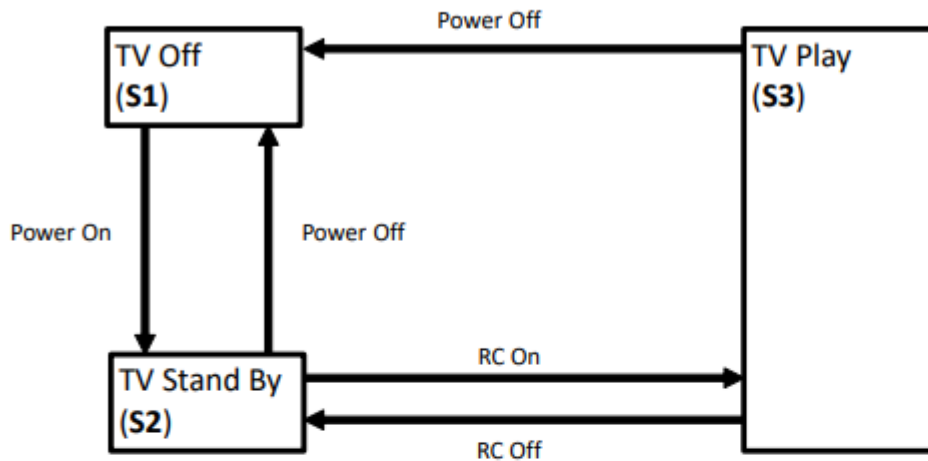 Power Off
TV Off
(S1)
TV Play
(S3)
Power On
Power Off
TV Stand By
(S2)
RC On
RC Off